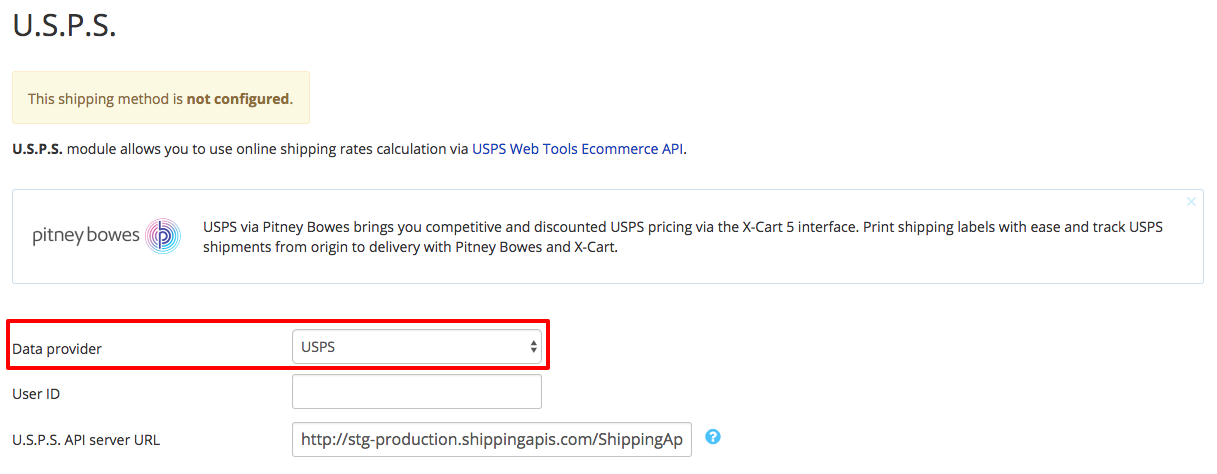 U.S.P.S.
This shipping method is not configured.
U.S.P.S. module allows you to use online shipping rates calculation via USPS Web Tools Ecommerce API.
pitney bowes
USPS via Pitney Bowes brings you competitive and discounted USPS pricing via the X-Cart 5 interface. Print shipping labels with ease and track USPS
shipments from origin to delivery with Pitney Bowes and X-Cart.
Data provider USPS
User ID
U.S.P.S. API server URL http://stg-production.shippingapis.com/ShippingAp ?